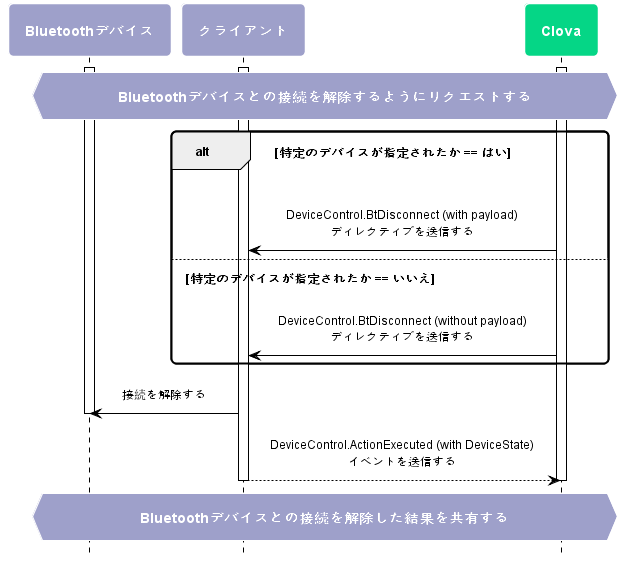 Bluetoothデバイス
クライアント
Clova
Bluetoothデバイスとの接続を解除するようにリクエストする
alt
[特定のデバイスが指定されたか == はい]
DeviceControl.BtDisconnect (with payload)
ディレクティブを送信する
[特定のデバイスが指定されたか == いいえ]
DeviceControl.BtDisconnect (without payload)
ディレクティブを送信する
接続を解除する
DeviceControl.ActionExecuted (with DeviceState)
イベントを送信する
Bluetoothデバイスとの接続を解除した結果を共有する